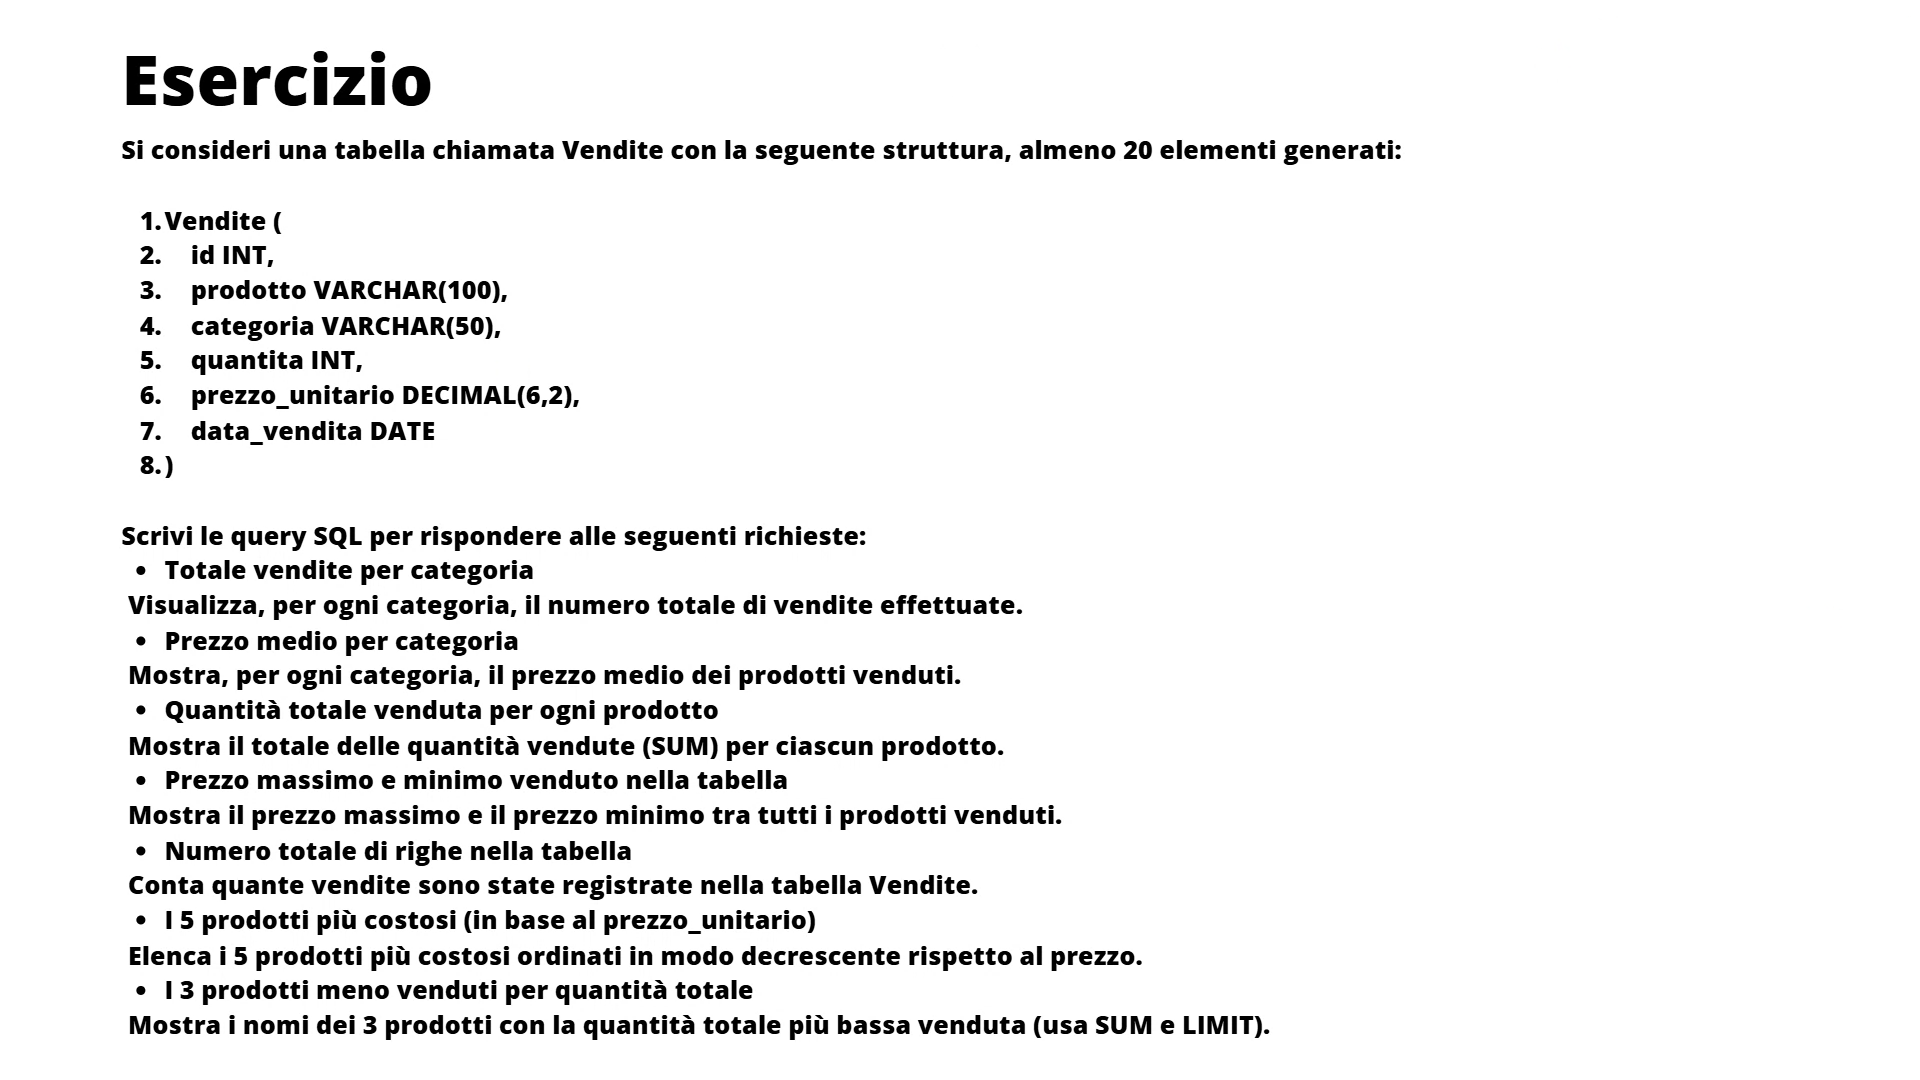 Esercizio
Si consideri una tabella chiamata Vendite con la seguente struttura, almeno 20 elementi generati:
1. Vendite (
2. id INT,
3. prodotto VARCHAR(100),
4. categoria VARCHAR(50),
5. quantita INT,
6. prezzo_unitario DECIMAL(6,2),
7. data_vendita DATE
8. )
Scrivi le query SQL per rispondere alle seguenti richieste:
• Totale vendite per categoria
Visualizza, per ogni categoria, il numero totale di vendite effettuate.
• Prezzo medio per categoria
Mostra, per ogni categoria, il prezzo medio dei prodotti venduti.
• Quantità totale venduta per ogni prodotto
Mostra il totale delle quantità vendute (SUM) per ciascun prodotto.
• Prezzo massimo e minimo venduto nella tabella
Mostra il prezzo massimo e il prezzo minimo tra tutti i prodotti venduti.
• Numero totale di righe nella tabella
Conta quante vendite sono state registrate nella tabella Vendite.
• I 5 prodotti più costosi (in base al prezzo_unitario)
Elenca i 5 prodotti più costosi ordinati in modo decrescente rispetto al prezzo.
• I 3 prodotti meno venduti per quantità totale
Mostra i nomi dei 3 prodotti con la quantità totale più bassa venduta (usa SUM e LIMIT).